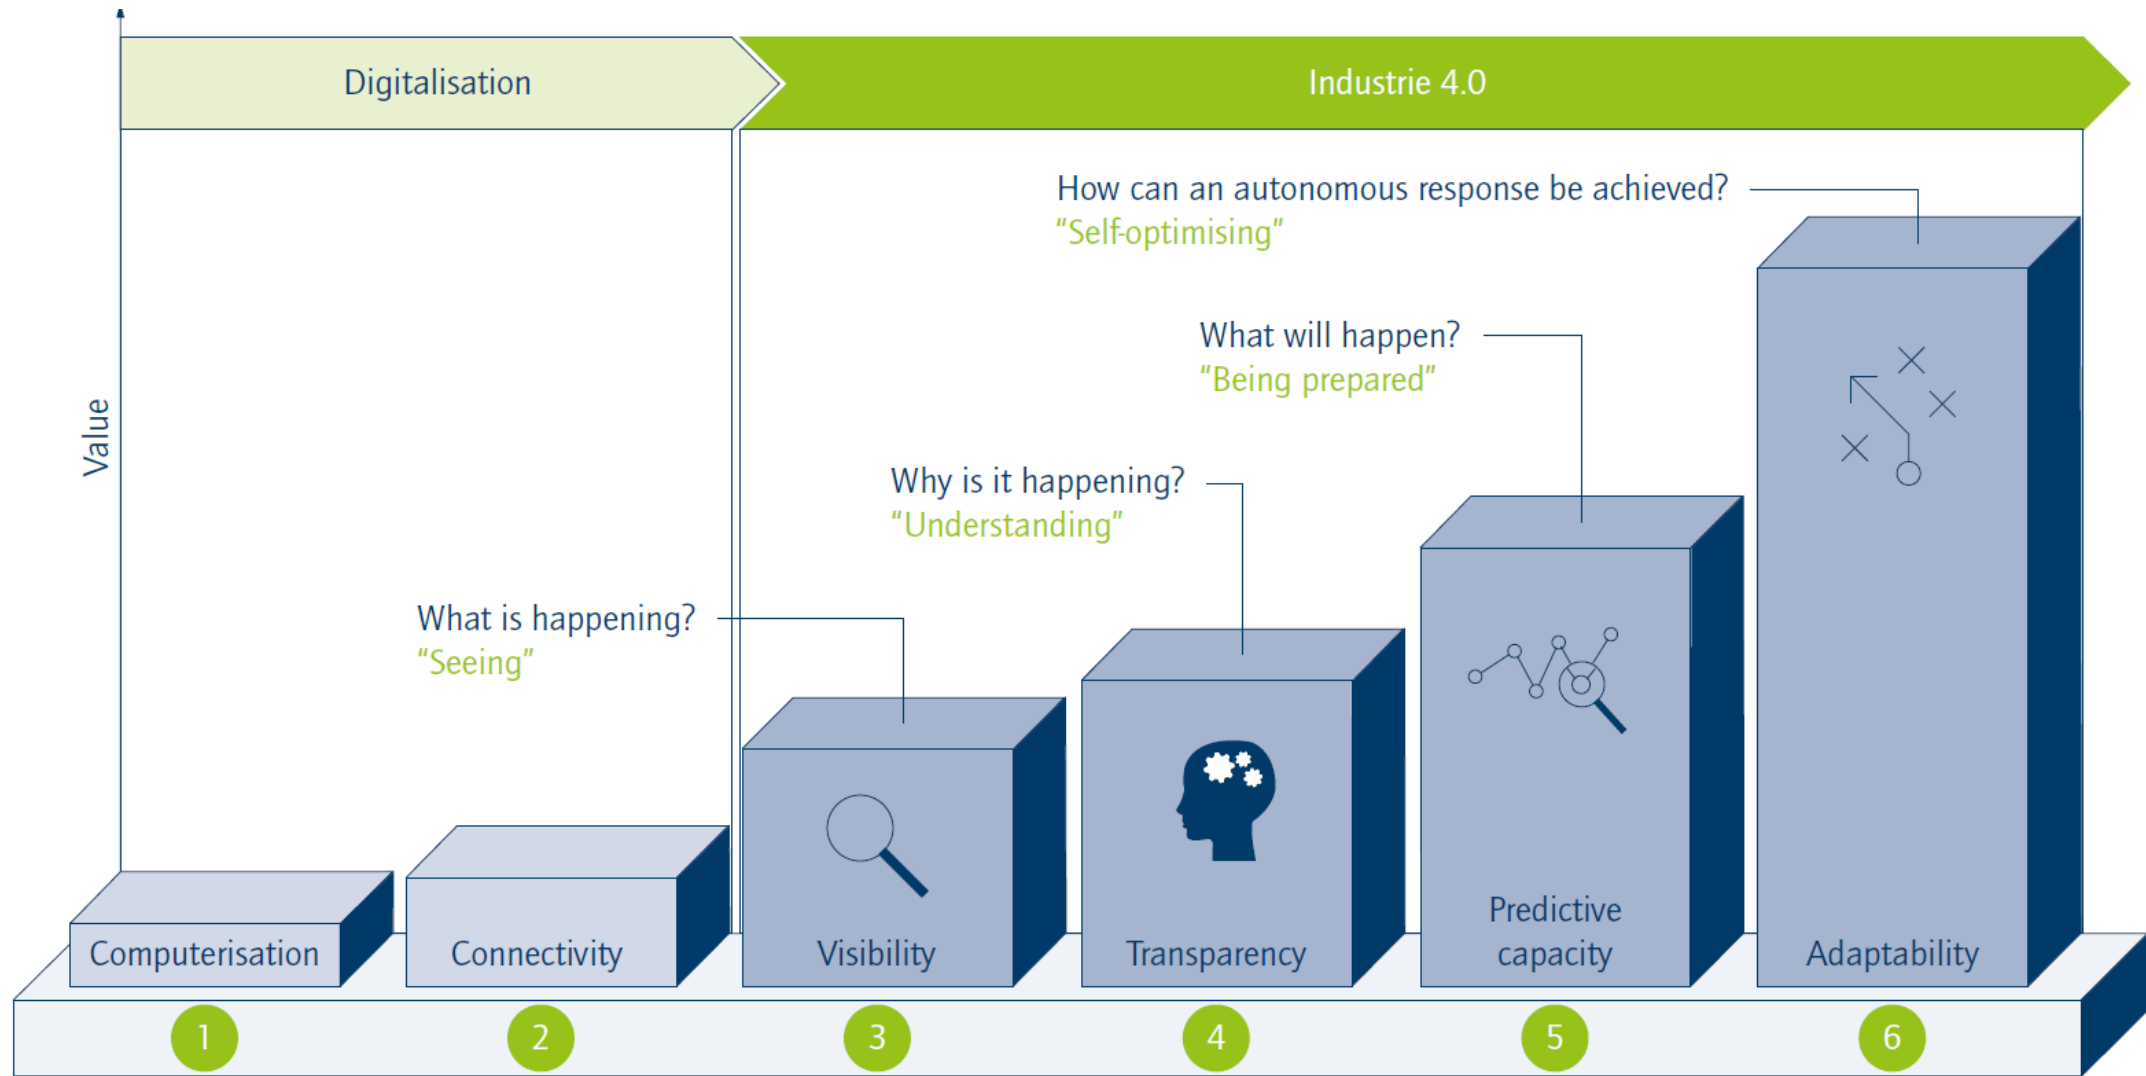 Digitalisation
Industrie 4.0
How can an autonomous response be achieved?
“Self-optimising”
What will happen?
“Being prepared”
Value
Why is it happening?
“Understanding”
What is happening?
“Seeing”
Computerisation
Connectivity
Visibility
Transparency
Predictive
capacity
Adaptability
1
2
3
4
5
6